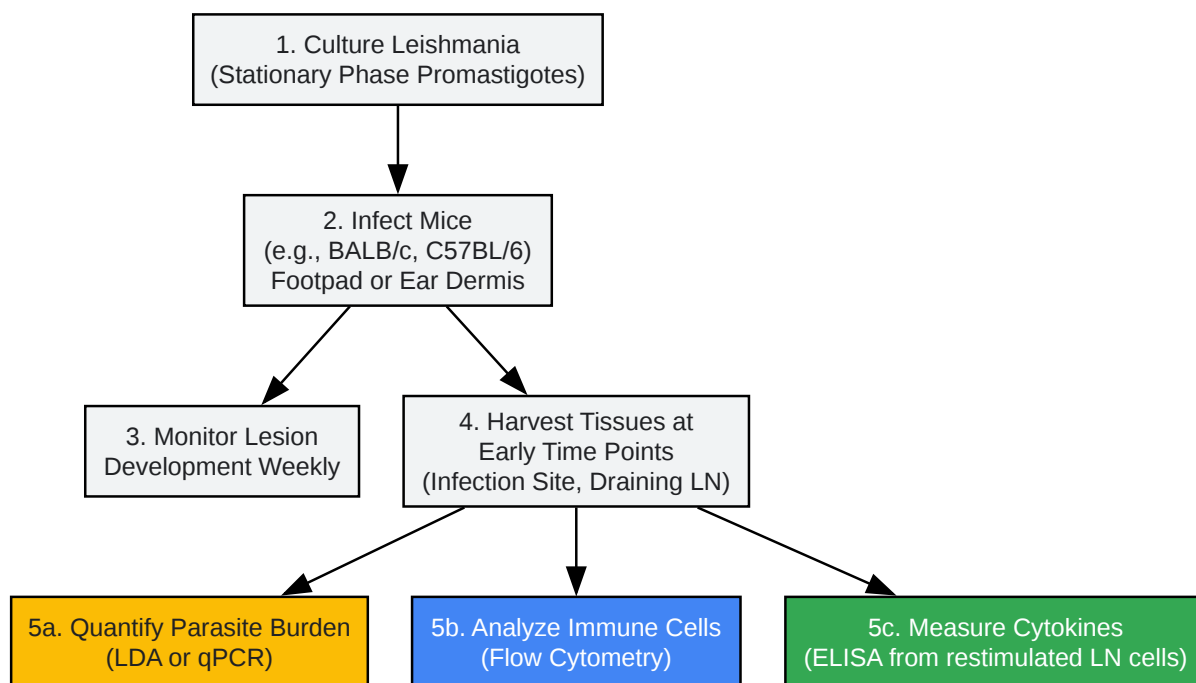 1. Culture Leishmania
(Stationary Phase Promastigotes)
2. Infect Mice
(e.g., BALB/c, C57BL/6)
Footpad or Ear Dermis
3. Monitor Lesion
Development Weekly
4. Harvest Tissues at
Early Time Points
(Infection Site, Draining LN)
5a. Quantify Parasite Burden
(LDA or qPCR)
5b. Analyze Immune Cells
(Flow Cytometry)
5c. Measure Cytokines
(ELISA from restimulated LN cells)